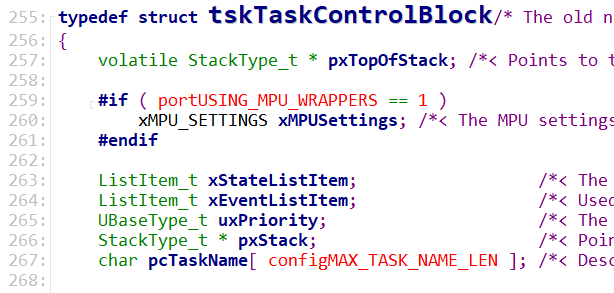 255: typedef struct tskTaskControlBlock/* The old n
256: {
257: volatile StackType_t * pxTopOfStack; /*< Points to t
258:
259: #if ( portUSING_MPU_WRAPPERS == 1 )
260: xMPU_SETTINGS xMPUSettings; /*< The MPU settings
261: #endif
262:
263: ListItem_t xStateListItem; /*< The
264: ListItem_t xEventListItem; /*< Used
265: UBaseType_t uxPriority; /*< The
266: StackType_t * pxStack; /*< Poin
267: char pcTaskName[ configMAX_TASK_NAME_LEN ]; /*< Desc
268: